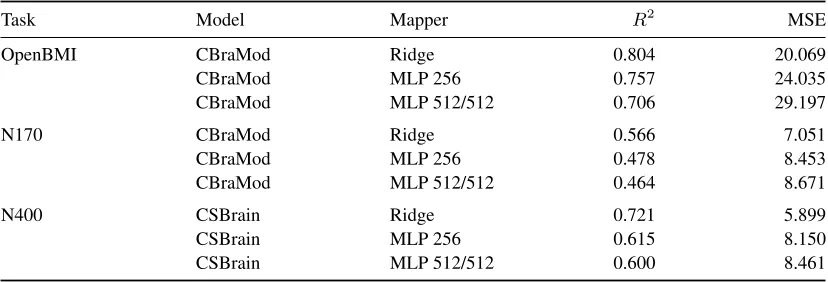 Task Model Mapper R² MSE
OpenBMI CBraMod Ridge 0.804 20.069
CBraMod MLP 256 0.757 24.035
CBraMod MLP 512/512 0.706 29.197
N170 CBraMod Ridge 0.566 7.051
CBraMod MLP 256 0.478 8.453
CBraMod MLP 512/512 0.464 8.671
N400 CSBrain Ridge 0.721 5.899
CSBrain MLP 256 0.615 8.150
CSBrain MLP 512/512 0.600 8.461